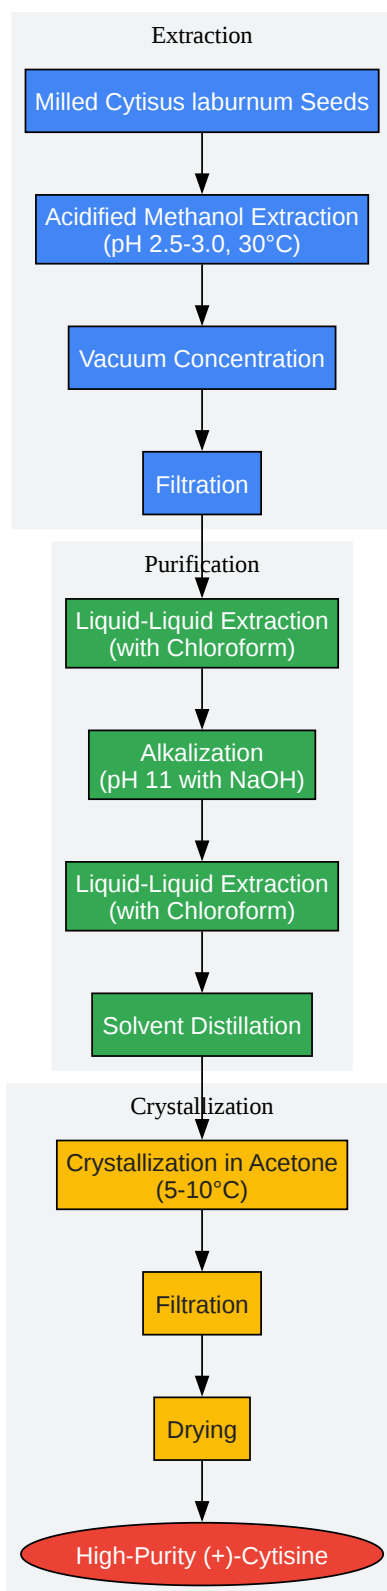 Extraction
Milled Cytisus laburnum Seeds
Acidified Methanol Extraction
(pH 2.5-3.0, 30°C)
Vacuum Concentration
Filtration
Purification
Liquid-Liquid Extraction
(with Chloroform)
Alkalization
(pH 11 with NaOH)
Liquid-Liquid Extraction
(with Chloroform)
Solvent Distillation
Crystallization
Crystallization in Acetone
(5-10°C)
Filtration
Drying
High-Purity (+)-Cytisine